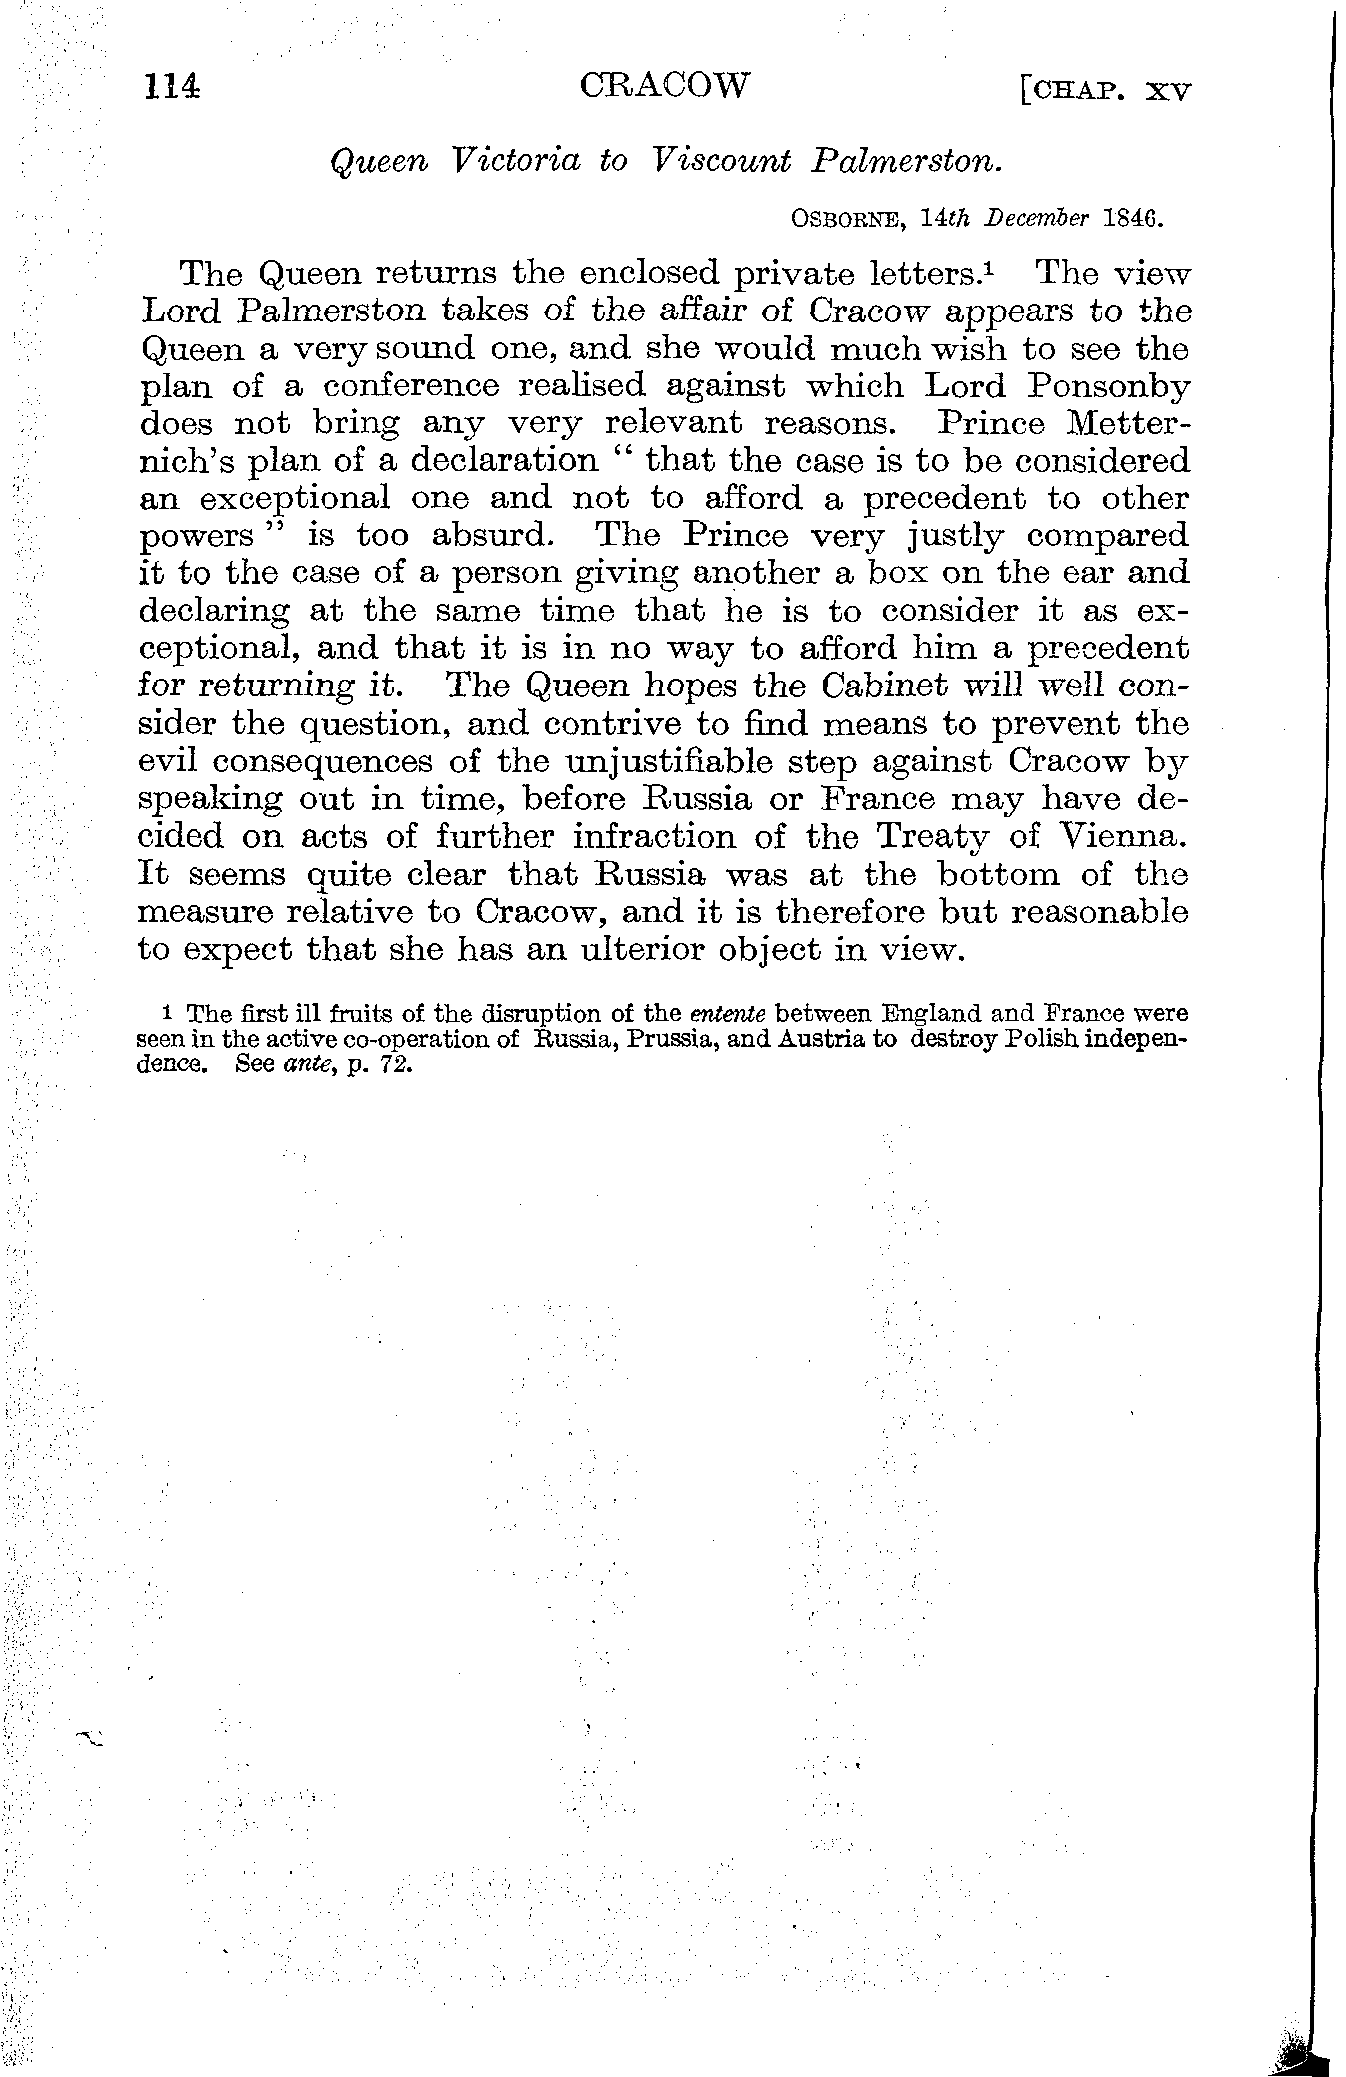 114 CRACOW [CHAP. XV
Queen Victoria to Viscount Palmerston.
OSBORNE, 14th December 1846.
The Queen returns the enclosed private letters.¹ The view
Lord Palmerston takes of the affair of Cracow appears to the
Queen a very sound one, and she would much wish to see the
plan of a conference realised against which Lord Ponsonby
does not bring any very relevant reasons. Prince Metter-
nich's plan of a declaration “ that the case is to be considered
an exceptional one and not to afford a precedent to other
powers ” is too absurd. The Prince very justly compared
it to the case of a person giving another a box on the ear and
declaring at the same time that he is to consider it as ex-
ceptional, and that it is in no way to afford him a precedent
for returning it. The Queen hopes the Cabinet will well con-
sider the question, and contrive to find means to prevent the
evil consequences of the unjustifiable step against Cracow by
speaking out in time, before Russia or France may have de-
cided on acts of further infraction of the Treaty of Vienna.
It seems quite clear that Russia was at the bottom of the
measure relative to Cracow, and it is therefore but reasonable
to expect that she has an ulterior object in view.
1 The first ill fruits of the disruption of the entente between England and France were
seen in the active co-operation of Russia, Prussia, and Austria to destroy Polish indepen-
dence. See ante, p. 72.